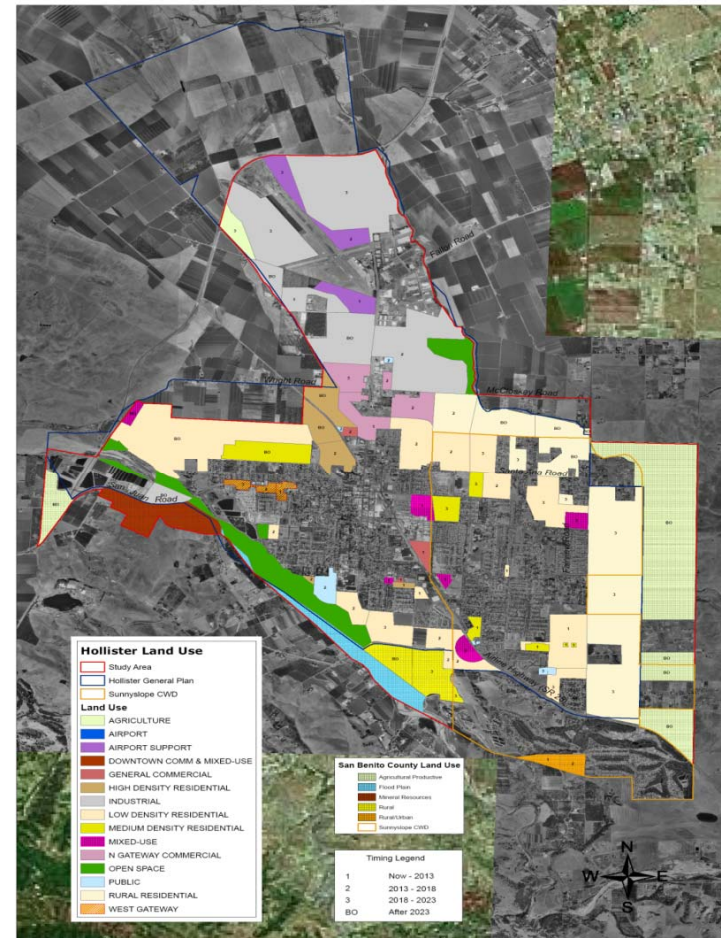 Fallon Road
Wright Road
McCloskey Road
Santa Ana Road
San Juan Road
Hollister Land Use
Study Area
Hollister General Plan
Sunnyslope CWD
Land Use
AGRICULTURE
AIRPORT
AIRPORT SUPPORT
DOWNTOWN COMM & MIXED-USE
GENERAL COMMERCIAL
HIGH DENSITY RESIDENTIAL
INDUSTRIAL
LOW DENSITY RESIDENTIAL
MEDIUM DENSITY RESIDENTIAL
MIXED-USE
N GATEWAY COMMERCIAL
OPEN SPACE
PUBLIC
RURAL RESIDENTIAL
WEST GATEWAY
San Benito County Land Use
Agricultural Productive
Flood Plain
Mineral Resources
Rural
Rural/Urban
Sunnyslope CWD
Timing Legend
1 Now - 2013
2 2013 - 2018
3 2018 - 2023
BO After 2023
N
W E
S